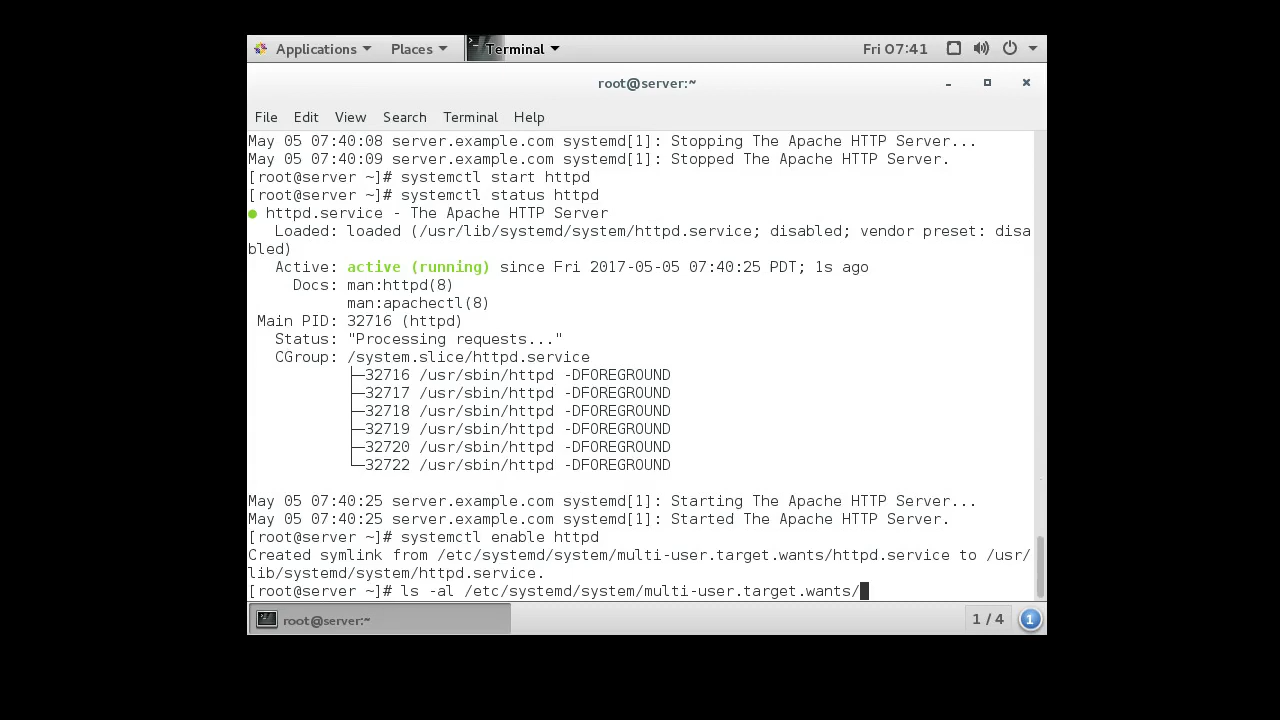 Applications Places Terminal Fri 07:41
root@server:~
File Edit View Search Terminal Help
May 05 07:40:08 server.example.com systemd[1]: Stopping The Apache HTTP Server...
May 05 07:40:09 server.example.com systemd[1]: Stopped The Apache HTTP Server.
[root@server ~]# systemctl start httpd
[root@server ~]# systemctl status httpd
● httpd.service - The Apache HTTP Server
Loaded: loaded (/usr/lib/systemd/system/httpd.service; disabled; vendor preset: disa
bled)
Active: active (running) since Fri 2017-05-05 07:40:25 PDT; 1s ago
Docs: man:httpd(8)
man:apachectl(8)
Main PID: 32716 (httpd)
Status: "Processing requests..."
CGroup: /system.slice/httpd.service
├─32716 /usr/sbin/httpd -DFOREGROUND
├─32717 /usr/sbin/httpd -DFOREGROUND
├─32718 /usr/sbin/httpd -DFOREGROUND
├─32719 /usr/sbin/httpd -DFOREGROUND
├─32720 /usr/sbin/httpd -DFOREGROUND
└─32722 /usr/sbin/httpd -DFOREGROUND
May 05 07:40:25 server.example.com systemd[1]: Starting The Apache HTTP Server...
May 05 07:40:25 server.example.com systemd[1]: Started The Apache HTTP Server.
[root@server ~]# systemctl enable httpd
Created symlink from /etc/systemd/system/multi-user.target.wants/httpd.service to /usr/
lib/systemd/system/httpd.service.
[root@server ~]# ls -al /etc/systemd/system/multi-user.target.wants/
root@server:~ 1 / 4 1